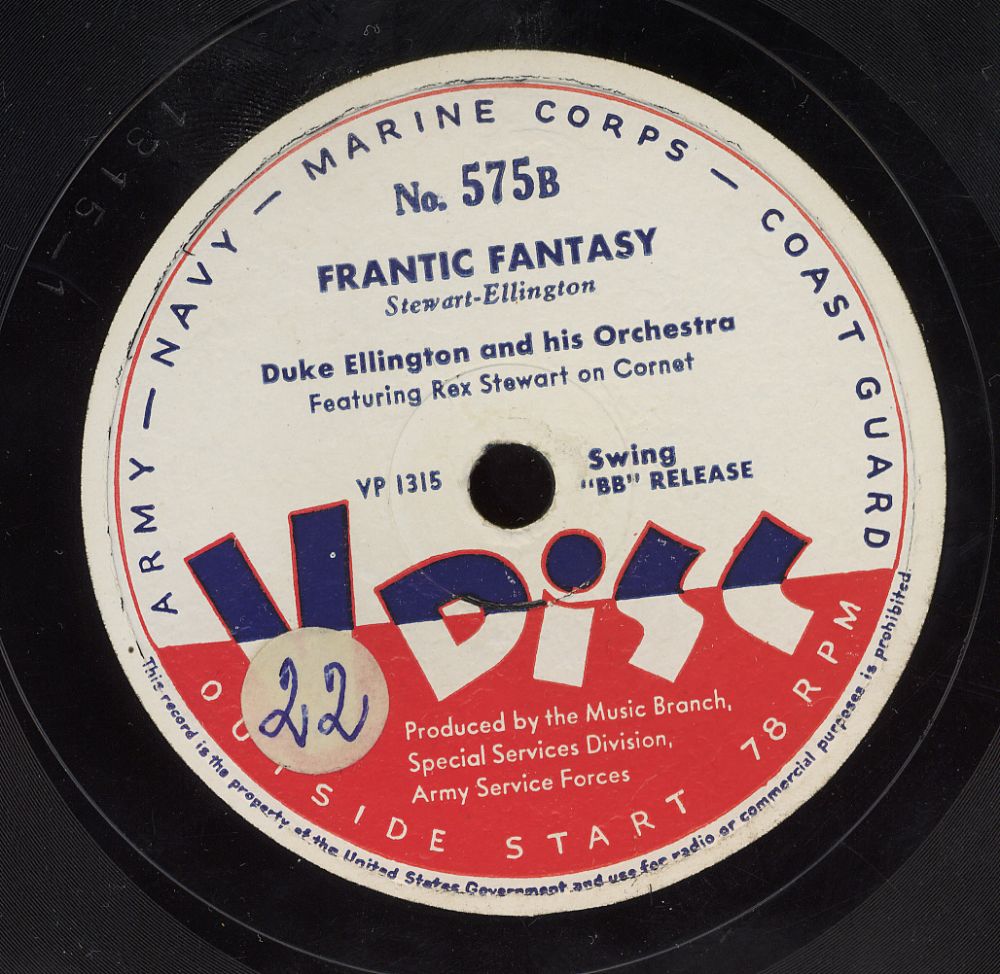 ARMY — NAVY — MARINE CORPS — COAST GUARD
No. 575B
FRANTIC FANTASY
Stewart-Ellington
Duke Ellington and his Orchestra
Featuring Rex Stewart on Cornet
VP 1315
Swing
"BB" RELEASE
V DiSC
22
Produced by the Music Branch,
Special Services Division,
Army Service Forces
SIDE START 78 RPM
This record is the property of the United States Government and use for radio or commercial purposes is prohibited
1315-1